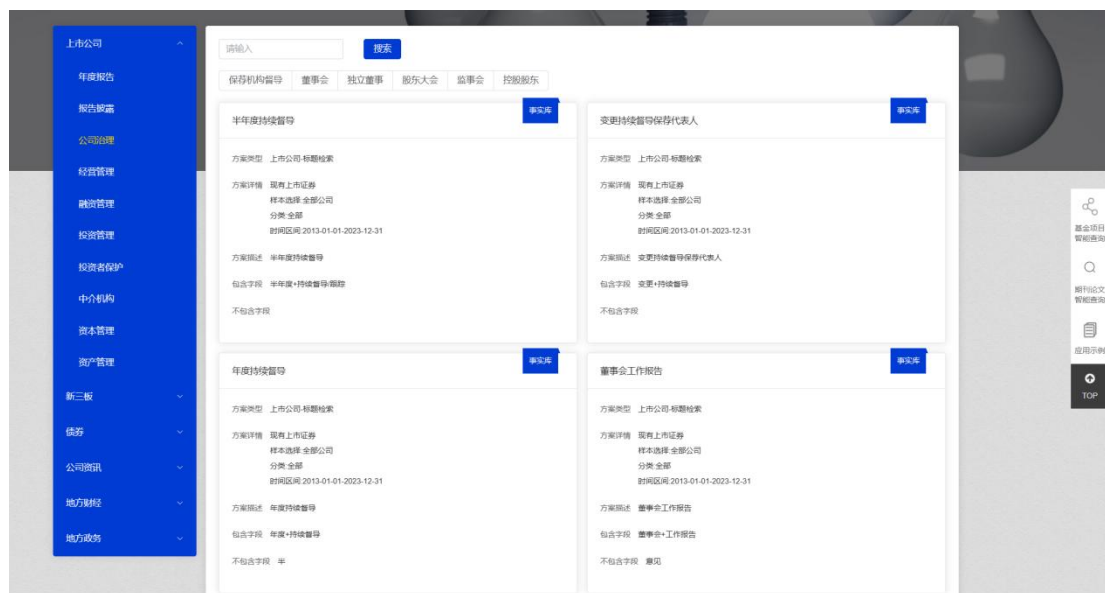 上市公司
年度报告
报告披露
公司治理
经营管理
融资管理
投资管理
投资者保护
中介机构
资本管理
资产管理
新三板
债券
公司资讯
地方财经
地方政务
请输入 搜索
保荐机构督导 董事会 独立董事 股东大会 监事会 控股股东
半年度持续督导 事实库
方案类型 上市公司-标题检索
方案详情 现有上市证券
样本选择:全部公司
分类:全部
时间区间:2013-01-01-2023-12-31
方案描述 半年度持续督导
包含字段 半年度+持续督导/跟踪
不包含字段
变更持续督导保荐代表人 事实库
方案类型 上市公司-标题检索
方案详情 现有上市证券
样本选择:全部公司
分类:全部
时间区间:2013-01-01-2023-12-31
方案描述 变更持续督导保荐代表人
包含字段 变更+持续督导
不包含字段
年度持续督导 事实库
方案类型 上市公司-标题检索
方案详情 现有上市证券
样本选择:全部公司
分类:全部
时间区间:2013-01-01-2023-12-31
方案描述 年度持续督导
包含字段 年度+持续督导
不包含字段 半
董事会工作报告 事实库
方案类型 上市公司-标题检索
方案详情 现有上市证券
样本选择:全部公司
分类:全部
时间区间:2013-01-01-2023-12-31
方案描述 董事会工作报告
包含字段 董事会+工作报告
不包含字段 意见
基金项目
智能查询
期刊论文
智能查询
应用示例
TOP